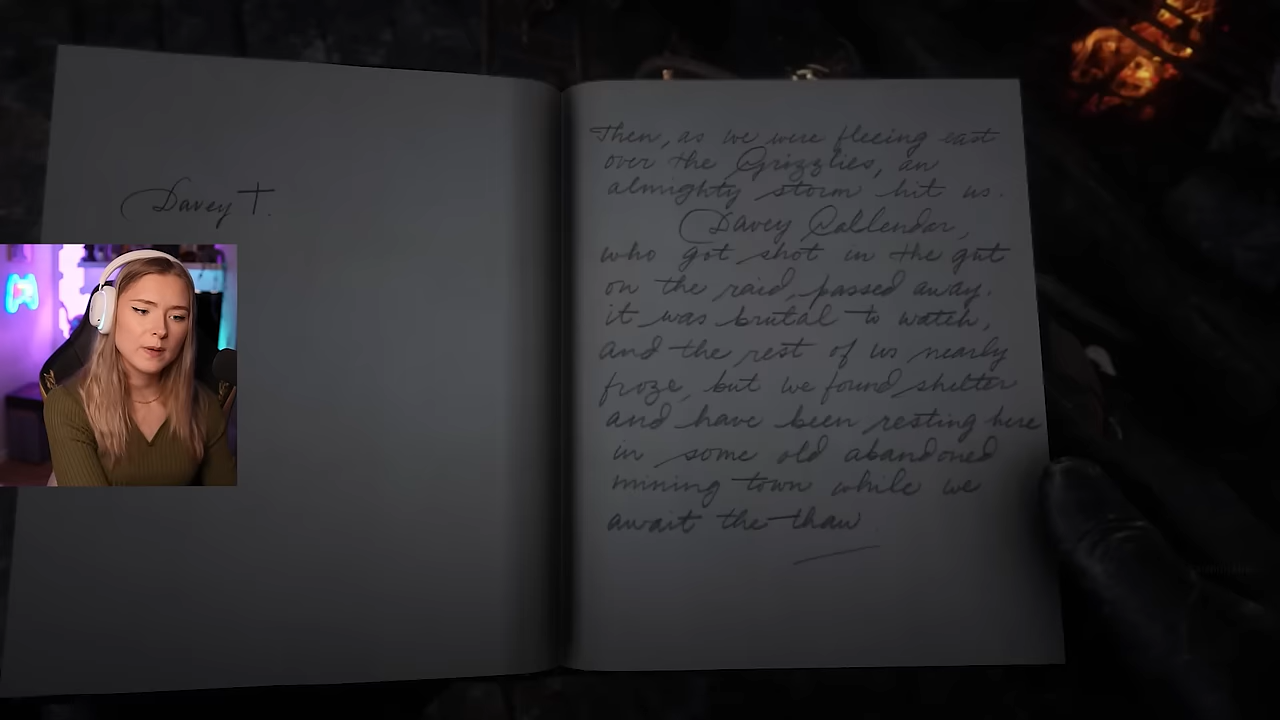 Davey T.
Then, as we were fleeing east
over the Grizzlies, an
almighty storm hit us.
Davey Callendar,
who got shot in the gut
on the raid, passed away.
it was brutal to watch,
and the rest of us nearly
froze, but we found shelter
and have been resting here
in some old abandoned
mining town while we
await the thaw